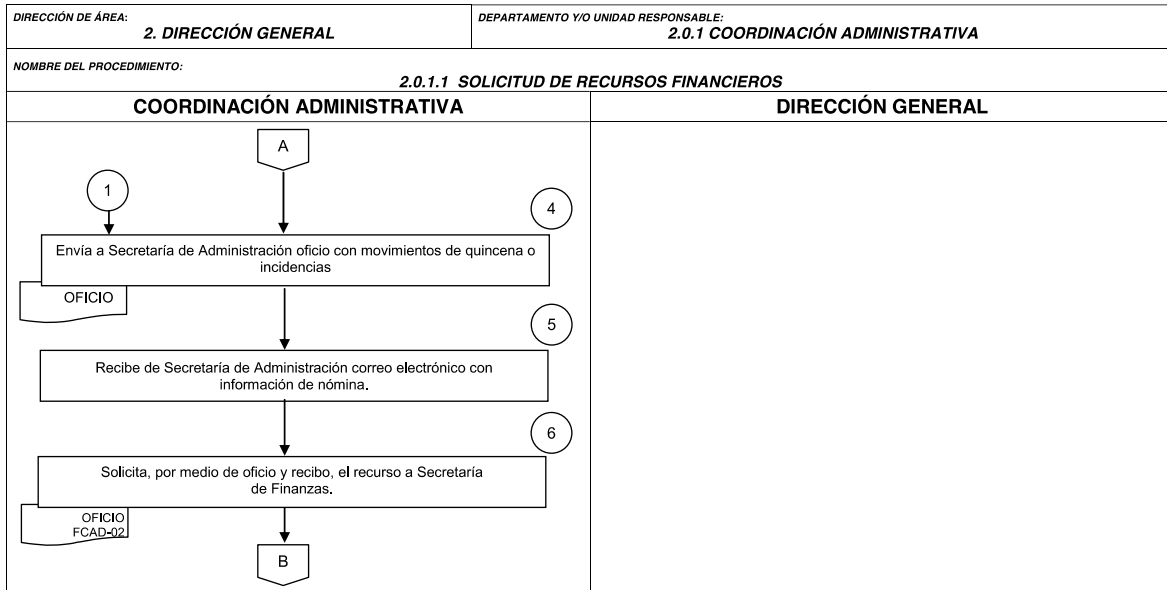 DIRECCIÓN DE ÁREA:
2. DIRECCIÓN GENERAL
DEPARTAMENTO Y/O UNIDAD RESPONSABLE:
2.0.1 COORDINACIÓN ADMINISTRATIVA
NOMBRE DEL PROCEDIMIENTO:
2.0.1.1 SOLICITUD DE RECURSOS FINANCIEROS
COORDINACIÓN ADMINISTRATIVA
DIRECCIÓN GENERAL
A
1
4
Envía a Secretaría de Administración oficio con movimientos de quincena o
incidencias
OFICIO
5
Recibe de Secretaría de Administración correo electrónico con
información de nómina.
6
Solicita, por medio de oficio y recibo, el recurso a Secretaría
de Finanzas.
OFICIO
FCAD-02
B